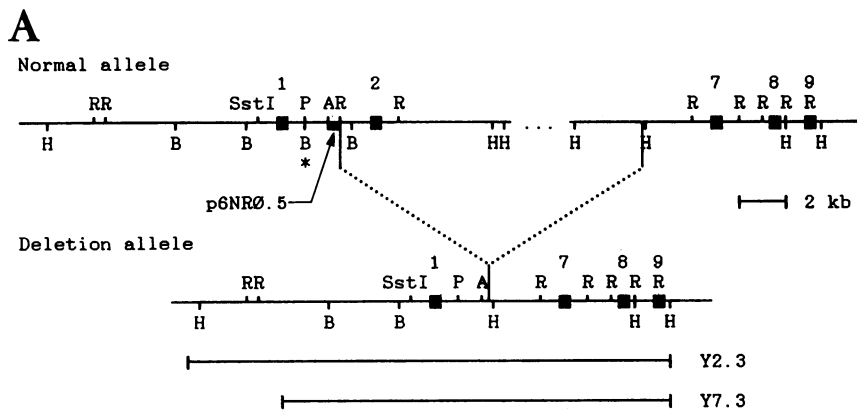 A
Normal allele
1 P 2 7 8 9
RR SstI AR R R R R R R
H B B B B HH ... H H H H
*
p6NRØ.5
2 kb
Deletion allele
1 7 8 9
RR SstI P A R R R R R
H B B H H H
Y2.3
Y7.3